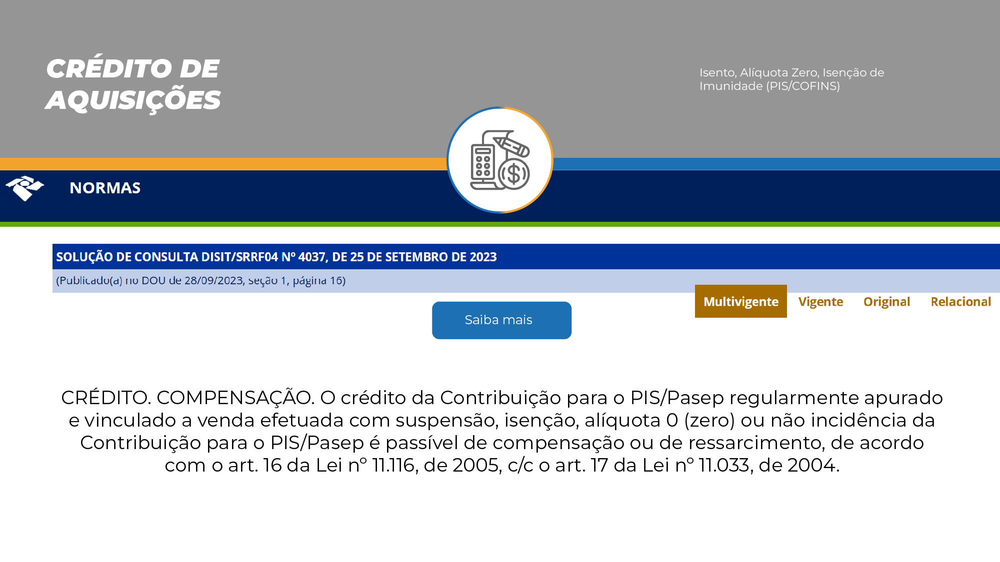 CRÉDITO DE
AQUISIÇÕES
Isento, Alíquota Zero, Isenção de
Imunidade (PIS/COFINS)
NORMAS
SOLUÇÃO DE CONSULTA DISIT/SRRF04 Nº 4037, DE 25 DE SETEMBRO DE 2023
(Publicado(a) no DOU de 28/09/2023, seção 1, página 16)
Multivigente Vigente Original Relacional
Saiba mais
CRÉDITO. COMPENSAÇÃO. O crédito da Contribuição para o PIS/Pasep regularmente apurado
e vinculado a venda efetuada com suspensão, isenção, alíquota 0 (zero) ou não incidência da
Contribuição para o PIS/Pasep é passível de compensação ou de ressarcimento, de acordo
com o art. 16 da Lei nº 11.116, de 2005, c/c o art. 17 da Lei nº 11.033, de 2004.